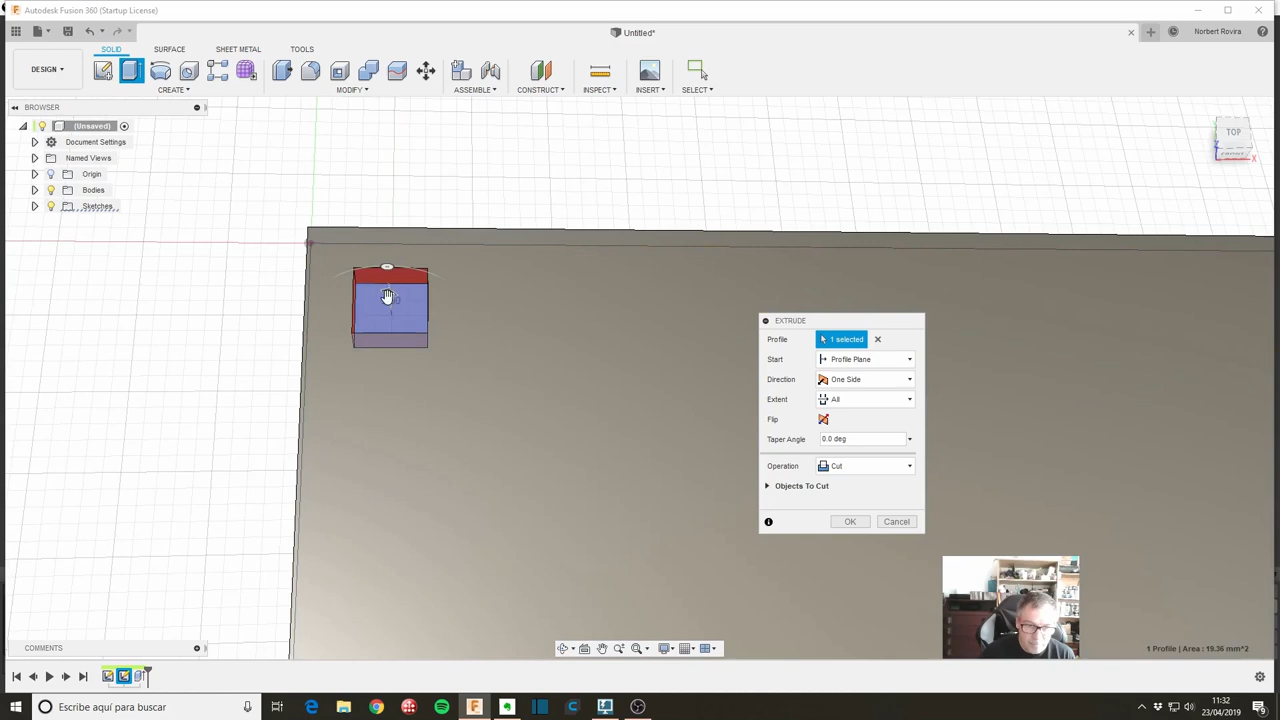 Autodesk Fusion 360 (Startup License)
Untitled*
Norbert Rovira
SOLID SURFACE SHEET METAL TOOLS
DESIGN
CREATE MODIFY ASSEMBLE CONSTRUCT INSPECT INSERT SELECT
BROWSER
(Unsaved)
Document Settings
Named Views
Origin
Bodies
Sketches
TOP
FRONT
Z
X
EXTRUDE
Profile 1 selected
Start Profile Plane
Direction One Side
Extent All
Flip
Taper Angle 0.0 deg
Operation Cut
Objects To Cut
OK Cancel
COMMENTS
1 Profile | Area : 19.36 mm^2
Escribe aquí para buscar
11:32
23/04/2019